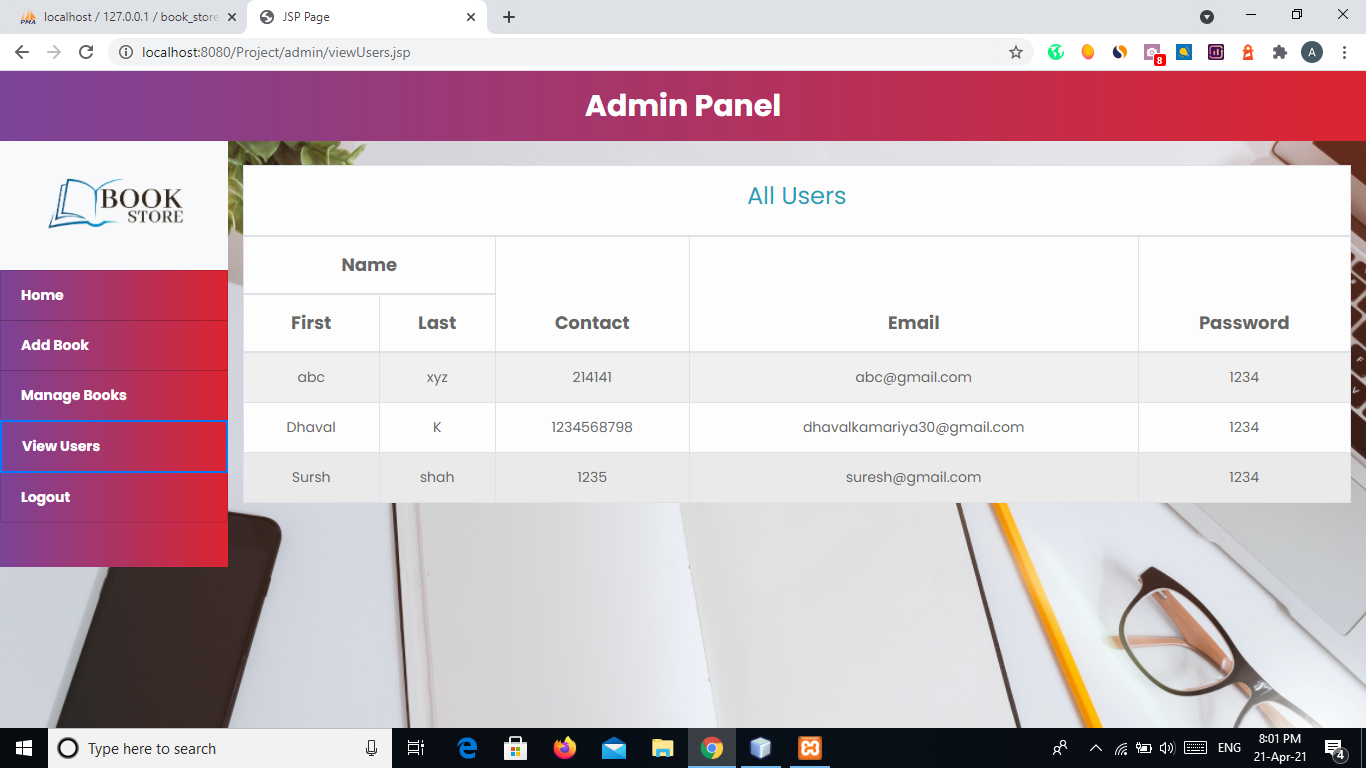 localhost / 127.0.0.1 / book_store
JSP Page
localhost:8080/Project/admin/viewUsers.jsp
8
A
Admin Panel
BOOK
STORE
Home
Add Book
Manage Books
View Users
Logout
All Users
Name
First Last Contact Email Password
abc xyz 214141 abc@gmail.com 1234
Dhaval K 1234568798 dhavalkamariya30@gmail.com 1234
Sursh shah 1235 suresh@gmail.com 1234
Type here to search
ENG
8:01 PM
21-Apr-21
4